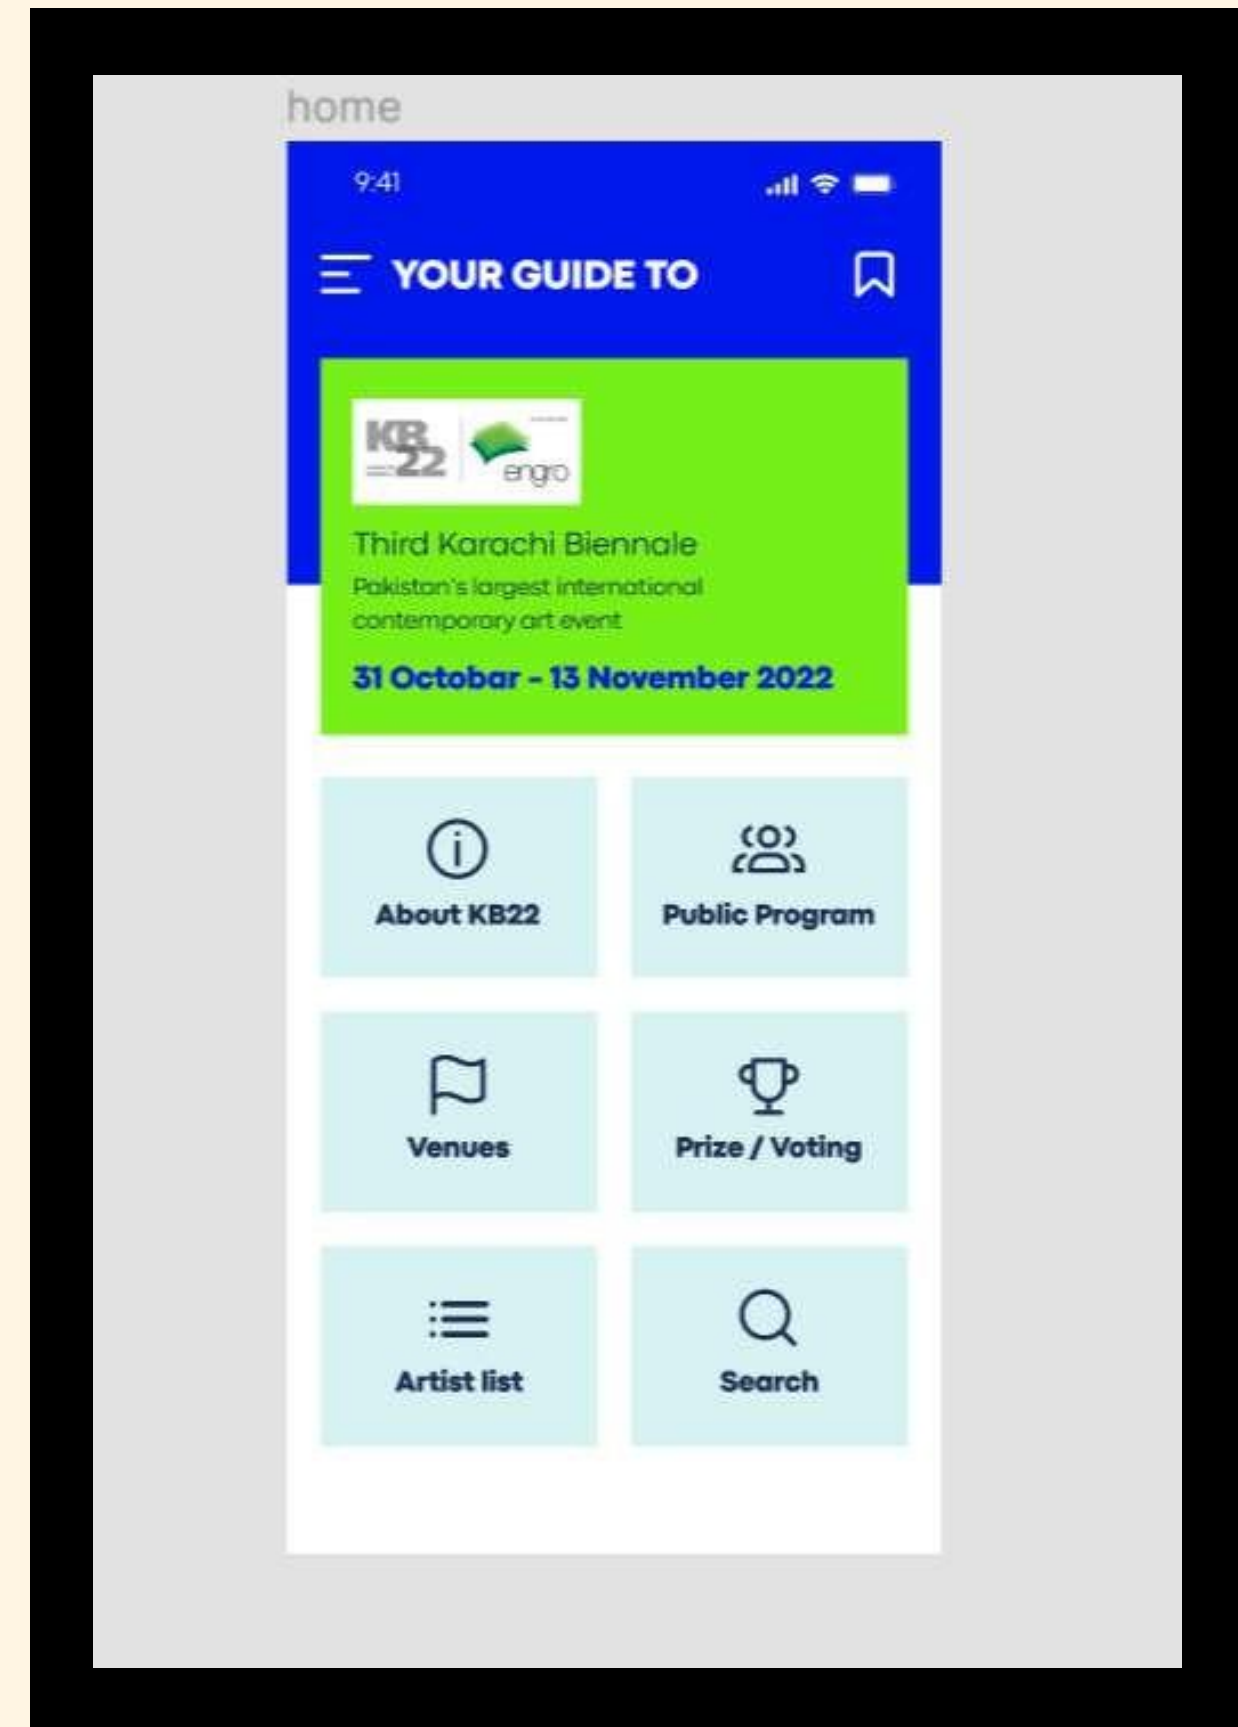 home
9:41
YOUR GUIDE TO
KB
22
engro
Third Karachi Biennale
Pakistan's largest international
contemporary art event
31 Octobar - 13 November 2022
About KB22
Public Program
Venues
Prize / Voting
Artist list
Search